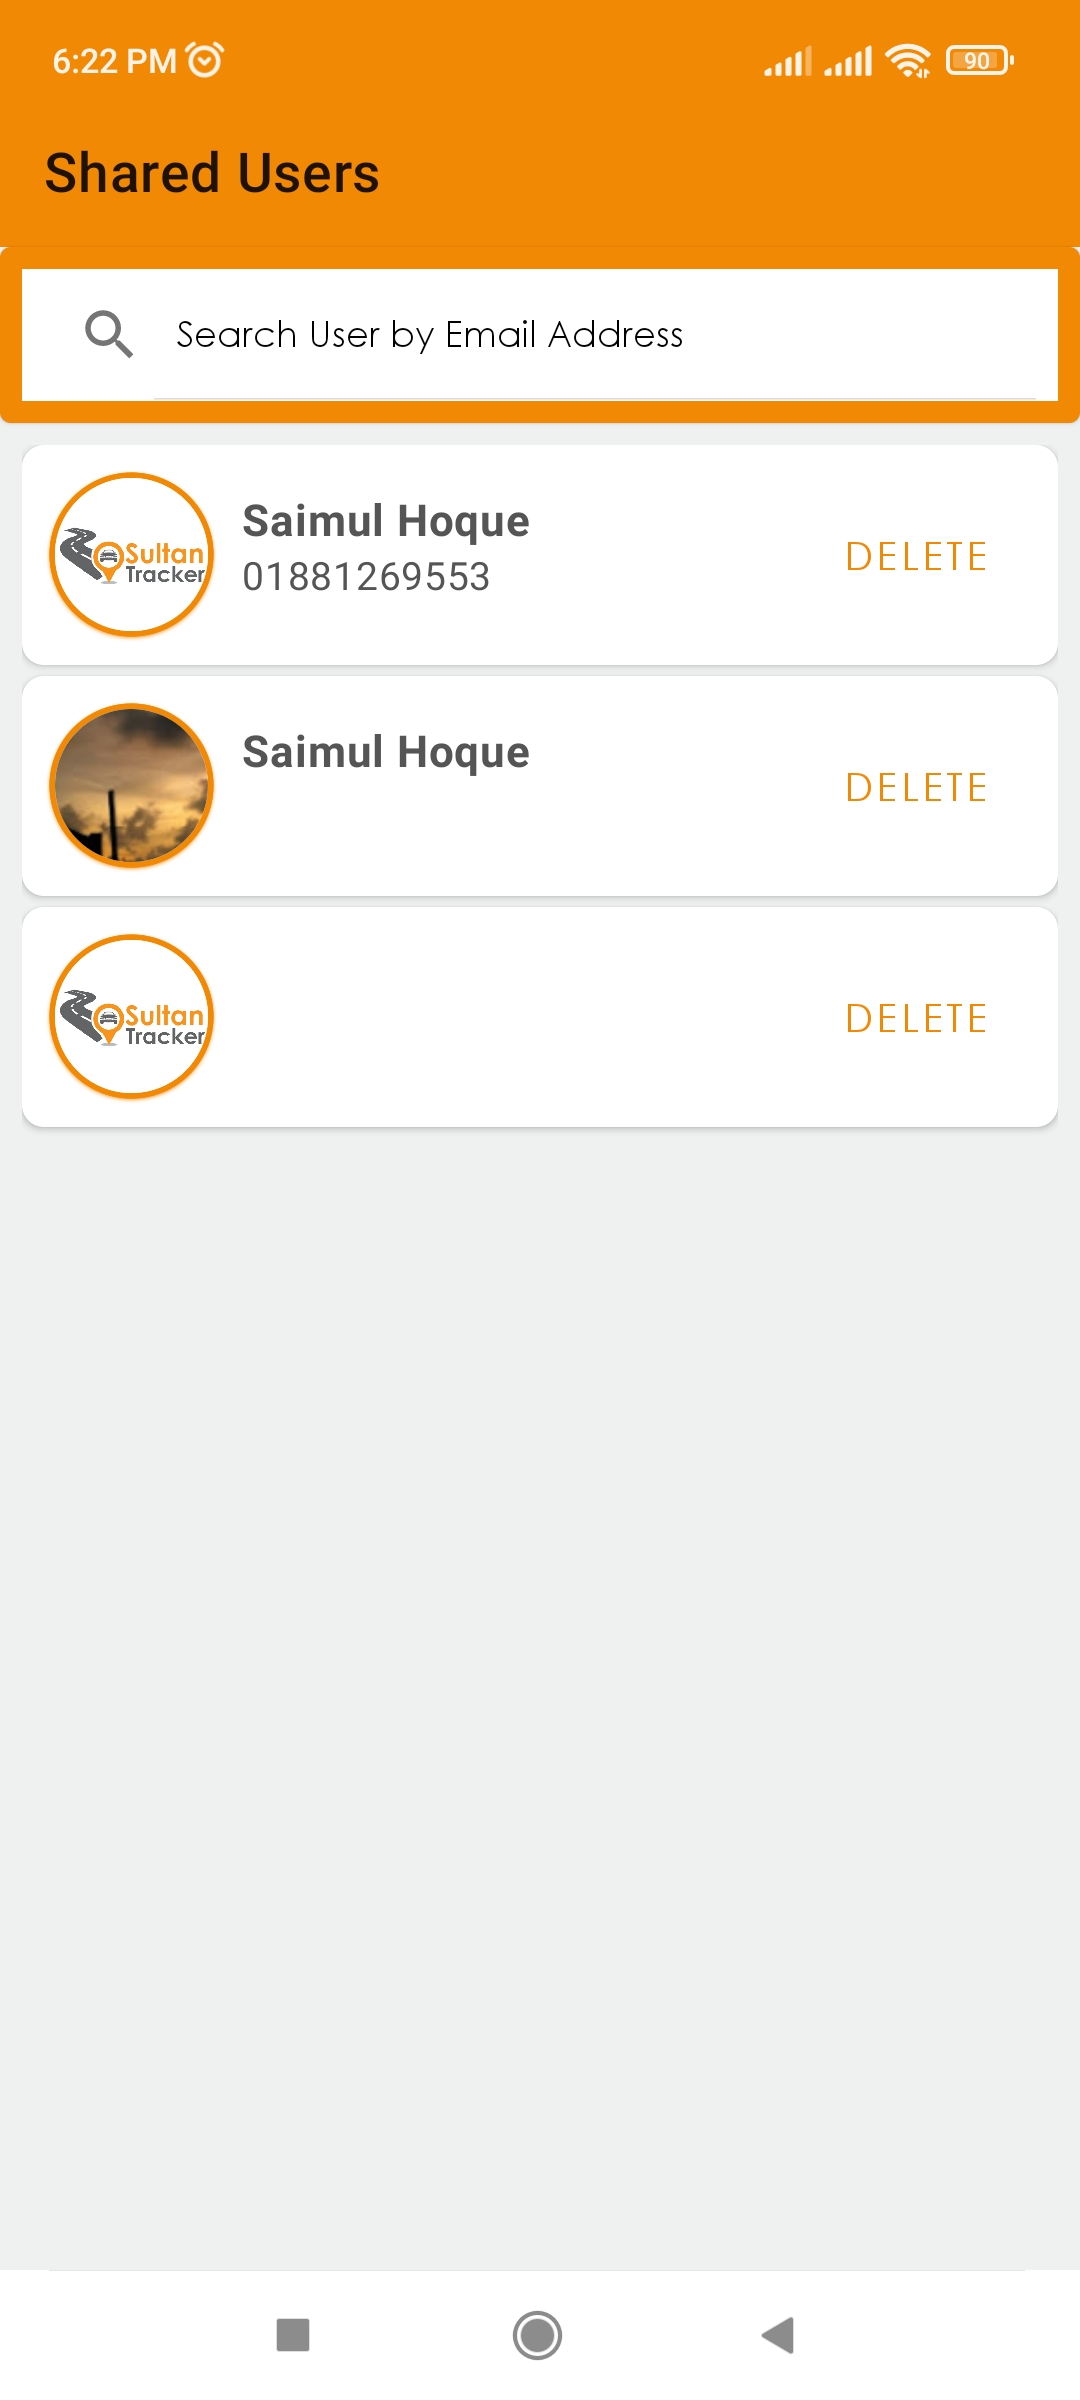 6:22 PM
90
Shared Users
Search User by Email Address
Sultan
Tracker
Saimul Hoque
01881269553
DELETE
Saimul Hoque
DELETE
Sultan
Tracker
DELETE